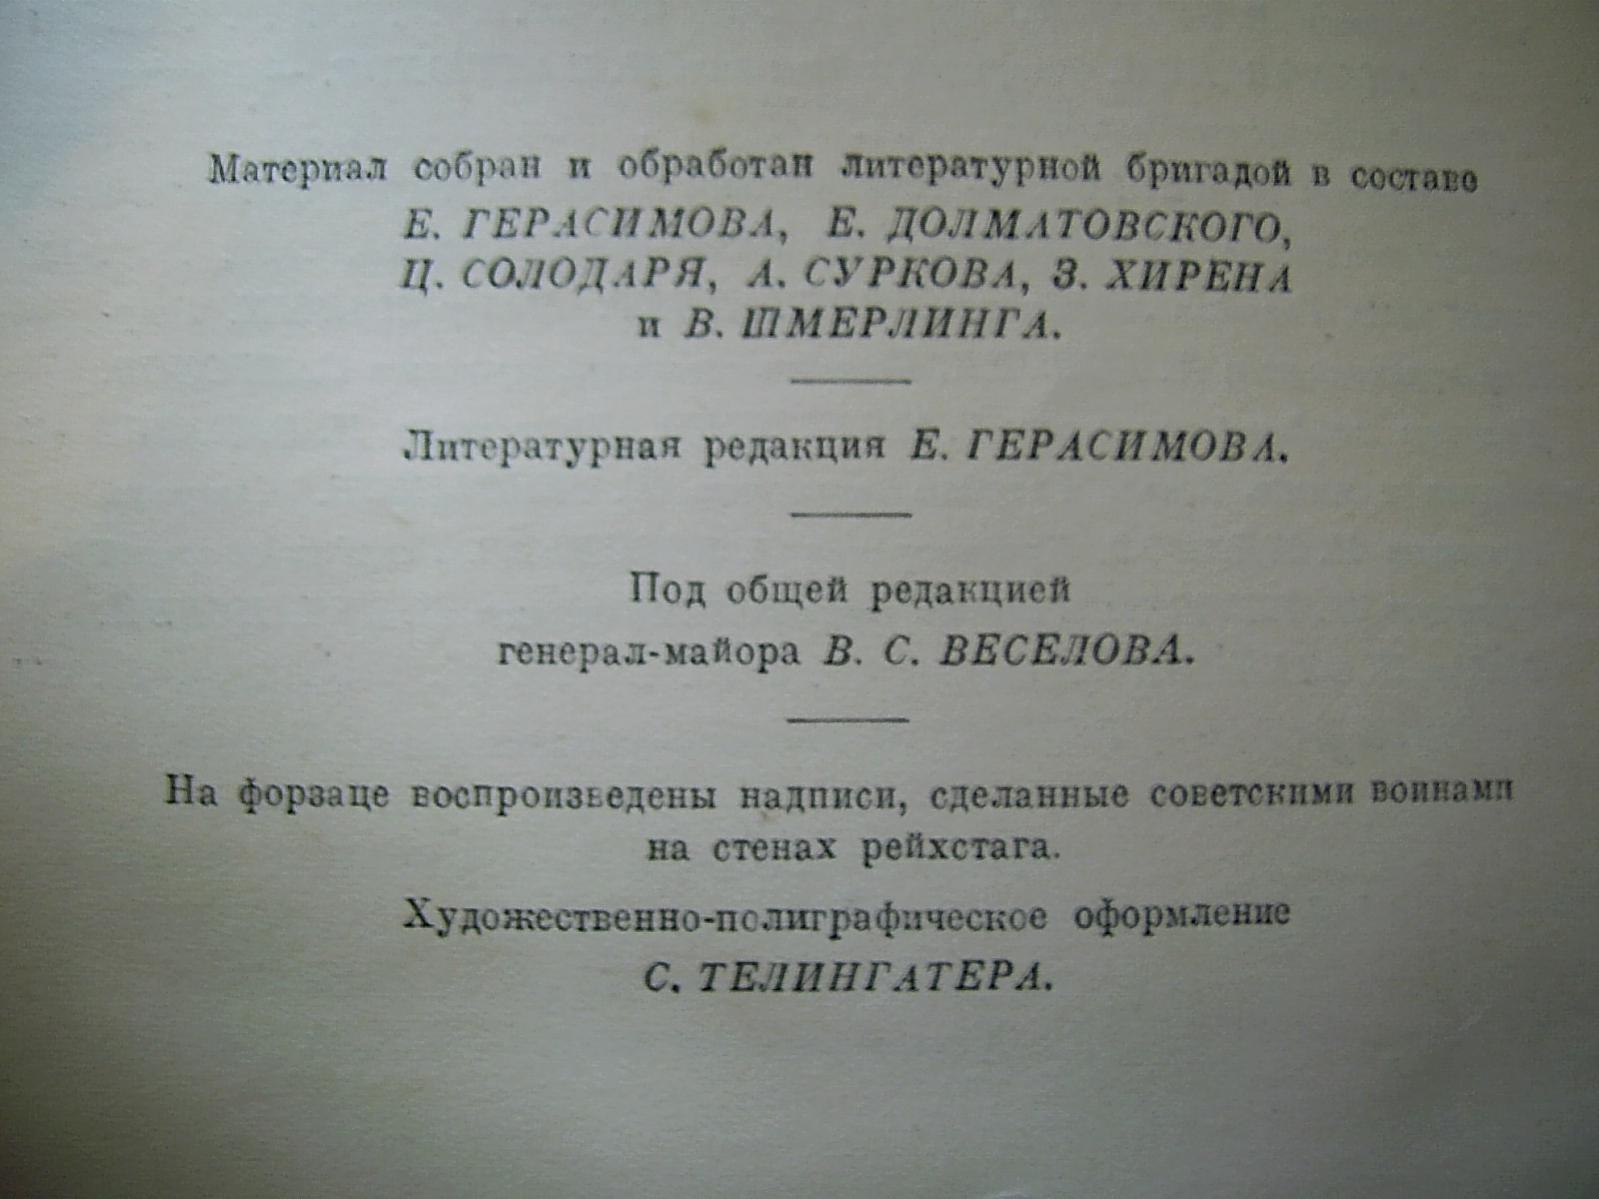 Материал собран и обработан литературной бригадой в составе
Е. ГЕРАСИМОВА, Е. ДОЛМАТОВСКОГО,
Ц. СОЛОДАРЯ, А. СУРКОВА, З. ХИРЕНА
и В. ШМЕРЛИНГА.
Литературная редакция Е. ГЕРАСИМОВА.
Под общей редакцией
генерал-майора В. С. ВЕСЕЛОВА.
На форзаце воспроизведены надписи, сделанные советскими воинами
на стенах рейхстага.
Художественно-полиграфическое оформление
С. ТЕЛИНГАТЕРА.